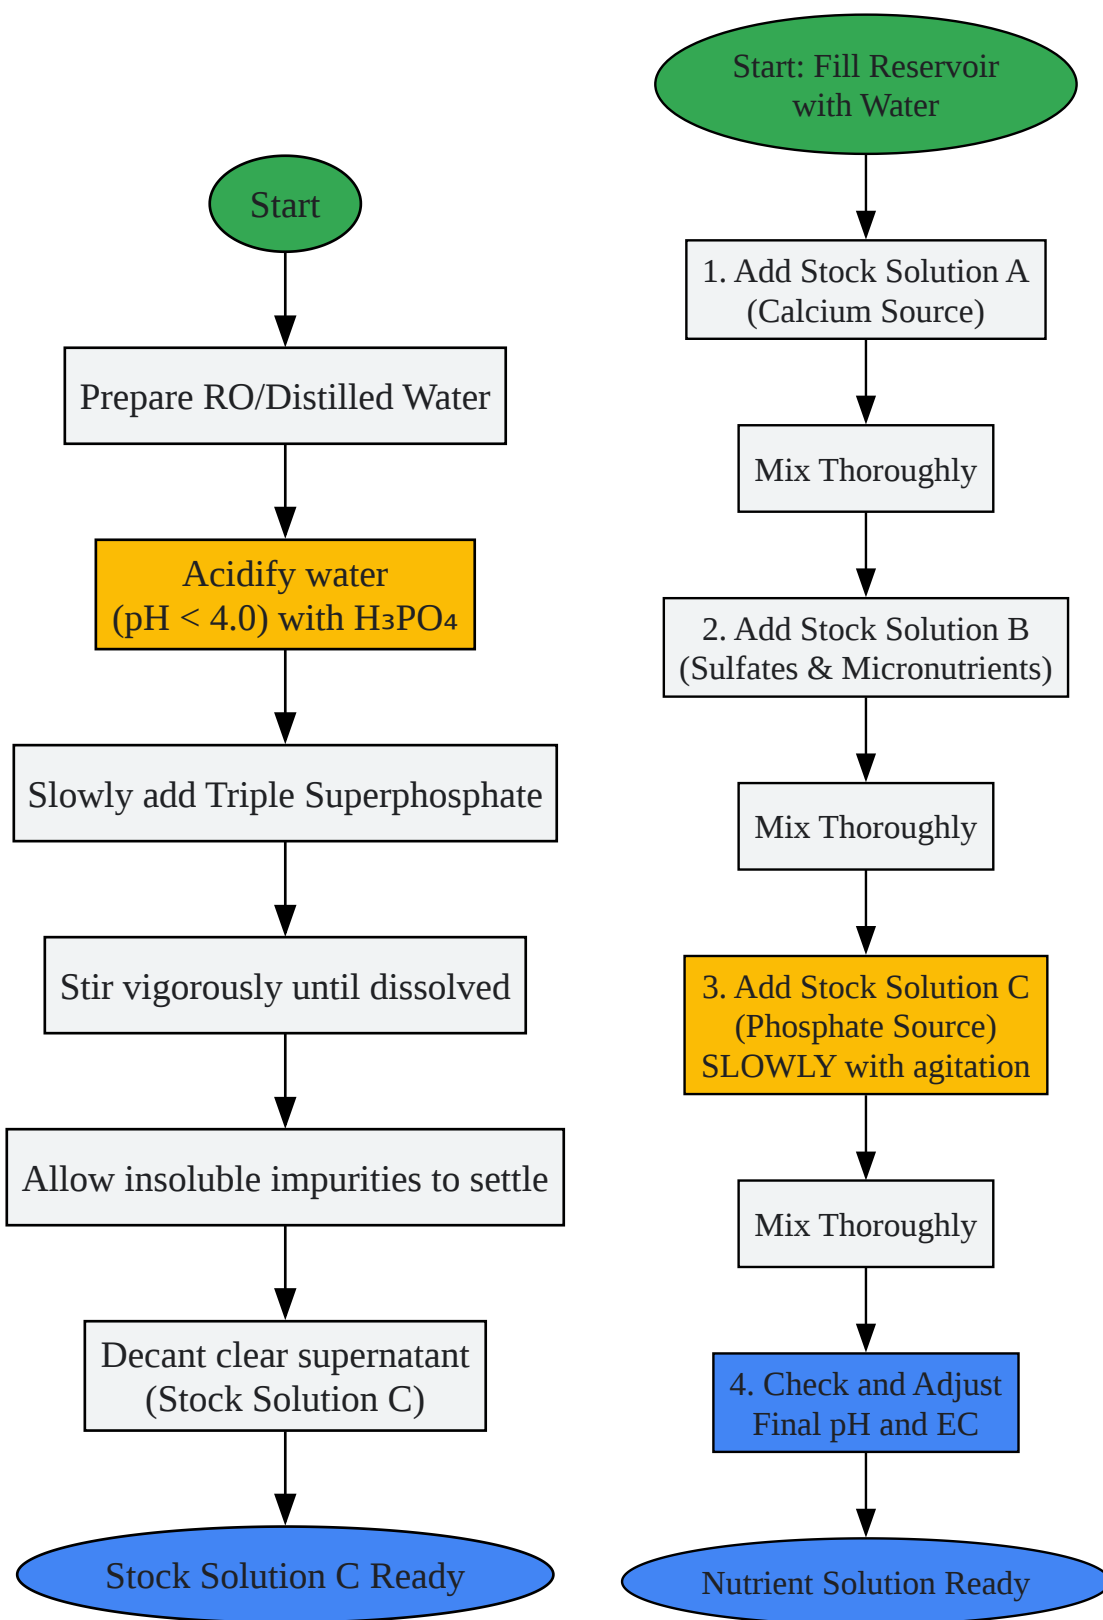 Start
Prepare RO/Distilled Water
Acidify water
(pH < 4.0) with H₃PO₄
Slowly add Triple Superphosphate
Stir vigorously until dissolved
Allow insoluble impurities to settle
Decant clear supernatant
(Stock Solution C)
Stock Solution C Ready
Start: Fill Reservoir
with Water
1. Add Stock Solution A
(Calcium Source)
Mix Thoroughly
2. Add Stock Solution B
(Sulfates & Micronutrients)
Mix Thoroughly
3. Add Stock Solution C
(Phosphate Source)
SLOWLY with agitation
Mix Thoroughly
4. Check and Adjust
Final pH and EC
Nutrient Solution Ready